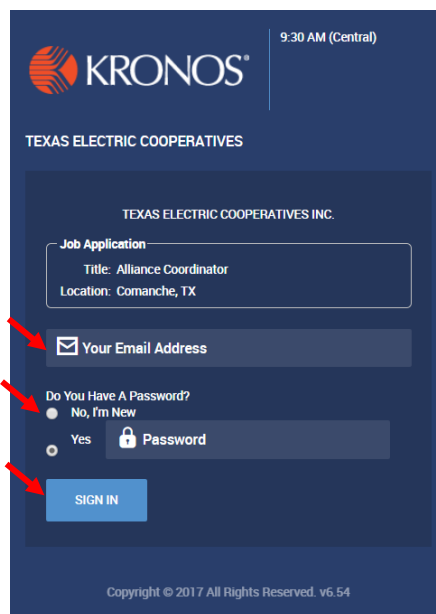 9:30 AM (Central)
KRONOS®
TEXAS ELECTRIC COOPERATIVES
TEXAS ELECTRIC COOPERATIVES INC.
Job Application
Title: Alliance Coordinator
Location: Comanche, TX
Your Email Address
Do You Have A Password?
No, I'm New
Yes Password
SIGN IN
Copyright © 2017 All Rights Reserved. v6.54